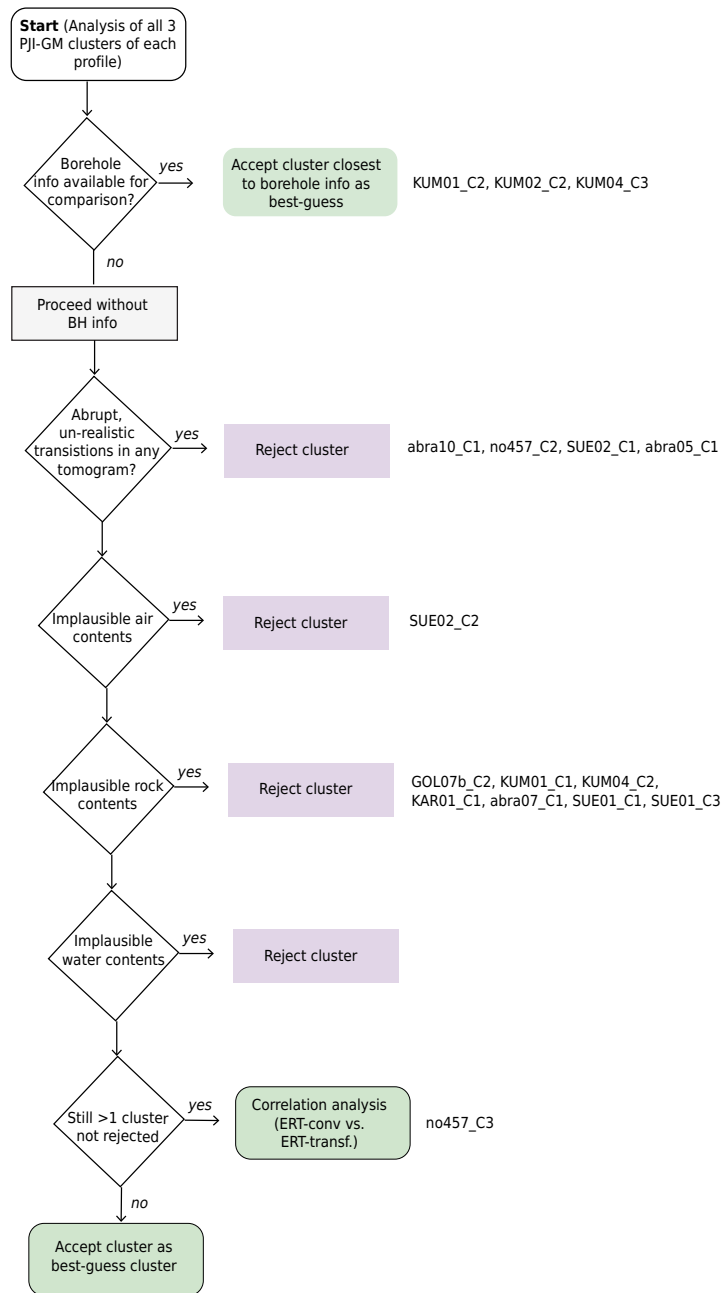 Start (Analysis of all 3
PJI-GM clusters of each
profile)
Borehole
info available for
comparison?
yes
Accept cluster closest
to borehole info as
best-guess
KUM01_C2, KUM02_C2, KUM04_C3
no
Proceed without
BH info
Abrupt,
un-realistic
transistions in any
tomogram?
yes
Reject cluster
abra10_C1, no457_C2, SUE02_C1, abra05_C1
Implausible air
contents
yes
Reject cluster
SUE02_C2
Implausible rock
contents
yes
Reject cluster
GOL07b_C2, KUM01_C1, KUM04_C2,
KAR01_C1, abra07_C1, SUE01_C1, SUE01_C3
Implausible
water contents
yes
Reject cluster
Still >1 cluster
not rejected
yes
Correlation analysis
(ERT-conv vs.
ERT-transf.)
no457_C3
no
Accept cluster as
best-guess cluster